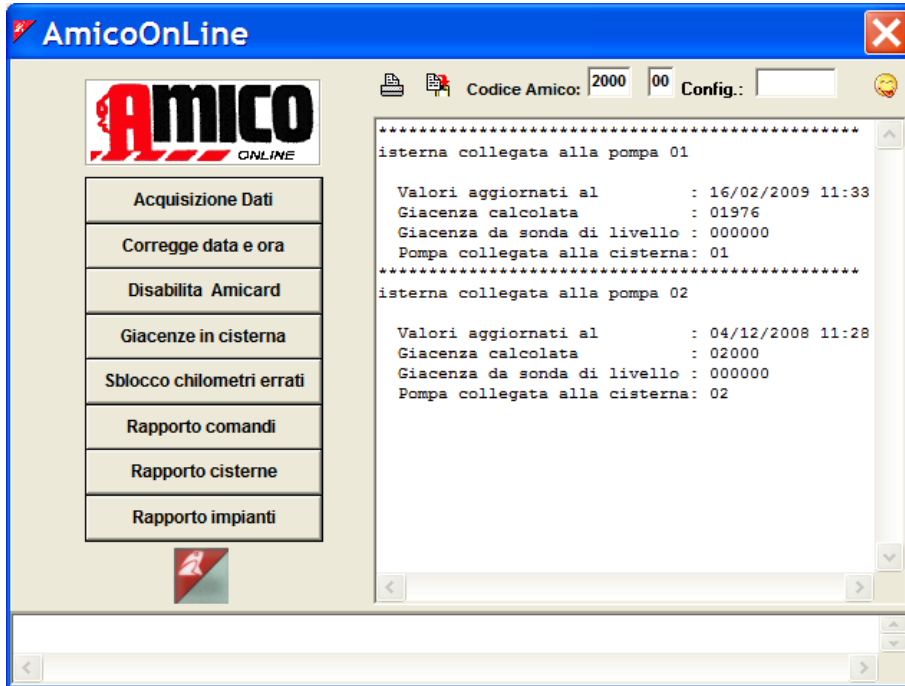 AmicoOnLine
AMICO
ONLINE
Codice Amico: 2000 00 Config.:
Acquisizione Dati
Corregge data e ora
Disabilita Amicard
Giacenze in cisterna
Sblocco chilometri errati
Rapporto comandi
Rapporto cisterne
Rapporto impianti
************************************************
isterna collegata alla pompa 01
Valori aggiornati al : 16/02/2009 11:33
Giacenza calcolata : 01976
Giacenza da sonda di livello : 000000
Pompa collegata alla cisterna: 01
************************************************
isterna collegata alla pompa 02
Valori aggiornati al : 04/12/2008 11:28
Giacenza calcolata : 02000
Giacenza da sonda di livello : 000000
Pompa collegata alla cisterna: 02